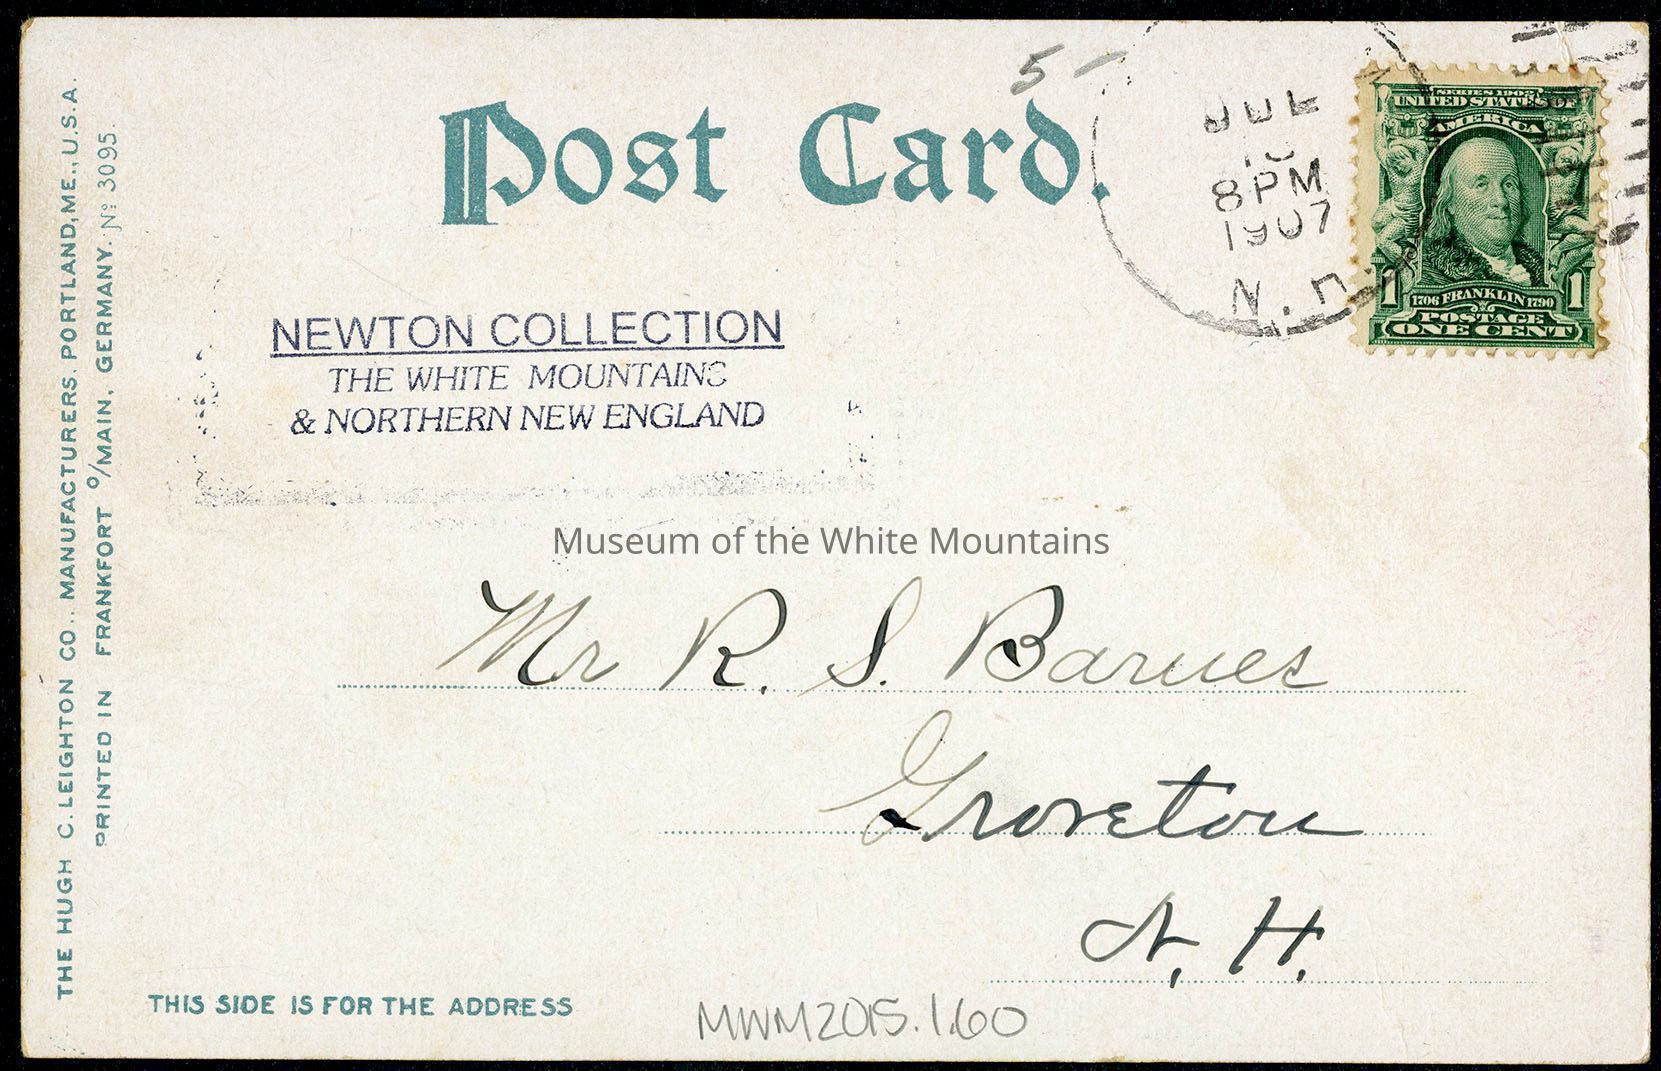 5-
Post Card.
JUL
8 PM
1907
N.H.
SERIES 1902
UNITED STATES OF
AMERICA
1706 FRANKLIN 1790
1 1
POSTAGE
ONE CENT
NEWTON COLLECTION
THE WHITE MOUNTAINS
& NORTHERN NEW ENGLAND
Museum of the White Mountains
Mr R. S. Barnes
Groveton
N. H.
THIS SIDE IS FOR THE ADDRESS
MWM2015.1.60
THE HUGH C. LEIGHTON CO., MANUFACTURERS, PORTLAND, ME., U.S.A.
PRINTED IN FRANKFORT o/MAIN, GERMANY. No 3095.